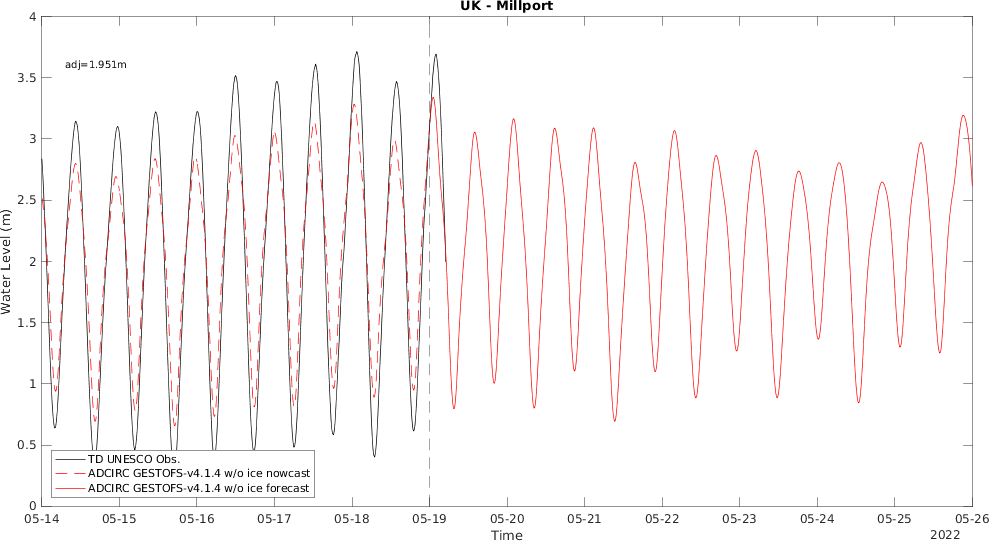 UK - Millport
adj=1.951m
4
3.5
3
2.5
2
1.5
1
0.5
0
Water Level (m)
TD UNESCO Obs.
ADCIRC GESTOFS-v4.1.4 w/o ice nowcast
ADCIRC GESTOFS-v4.1.4 w/o ice forecast
05-14 05-15 05-16 05-17 05-18 05-19 05-20 05-21 05-22 05-23 05-24 05-25 05-26
Time
2022